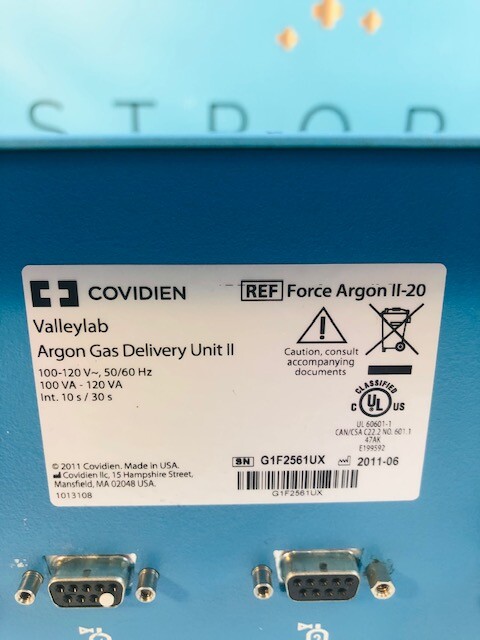 COVIDIEN
REF Force Argon II-20
Valleylab
Argon Gas Delivery Unit II
100-120 V~, 50/60 Hz
100 VA - 120 VA
Int. 10 s / 30 s
Caution, consult
accompanying
documents
CLASSIFIED
C UL US
UL 60601-1
CAN/CSA C22.2 NO. 601.1
47AK
E199592
SN G1F2561UX 2011-06
G1F2561UX
© 2011 Covidien. Made in USA.
Covidien llc, 15 Hampshire Street,
Mansfield, MA 02048 USA.
1013108